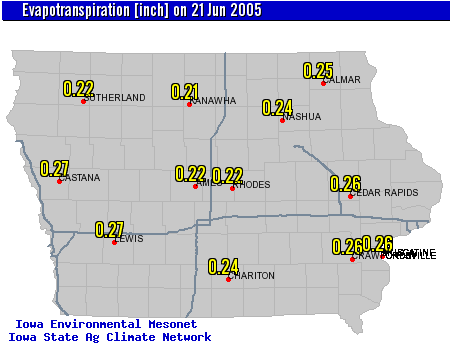 Evapotranspiration [inch] on 21 Jun 2005
0.25
CALMAR
0.22
SUTHERLAND
0.21
KANAWHA
0.24
NASHUA
0.27
CASTANA
0.22
AMES
0.22
RHODES
0.26
CEDAR RAPIDS
0.27
LEWIS
0.26
CRAW
0.26
MUSCATINE
0.24
CHARITON
Iowa Environmental Mesonet
Iowa State Ag Climate Network